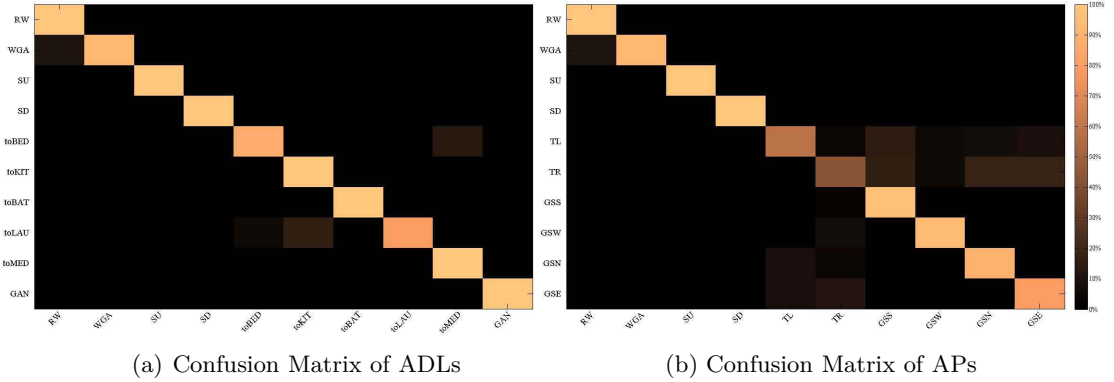 RW
WGA
SU
SD
toBED
toKIT
toBAT
toLAU
toMED
GAN
RW
WGA
SU
SD
toBED
toKIT
toBAT
toLAU
toMED
GAN
(a) Confusion Matrix of ADLs
RW
WGA
SU
SD
TL
TR
GSS
GSW
GSN
GSE
RW
WGA
SU
SD
TL
TR
GSS
GSW
GSN
GSE
100%
90%
80%
70%
60%
50%
40%
30%
20%
10%
0%
(b) Confusion Matrix of APs